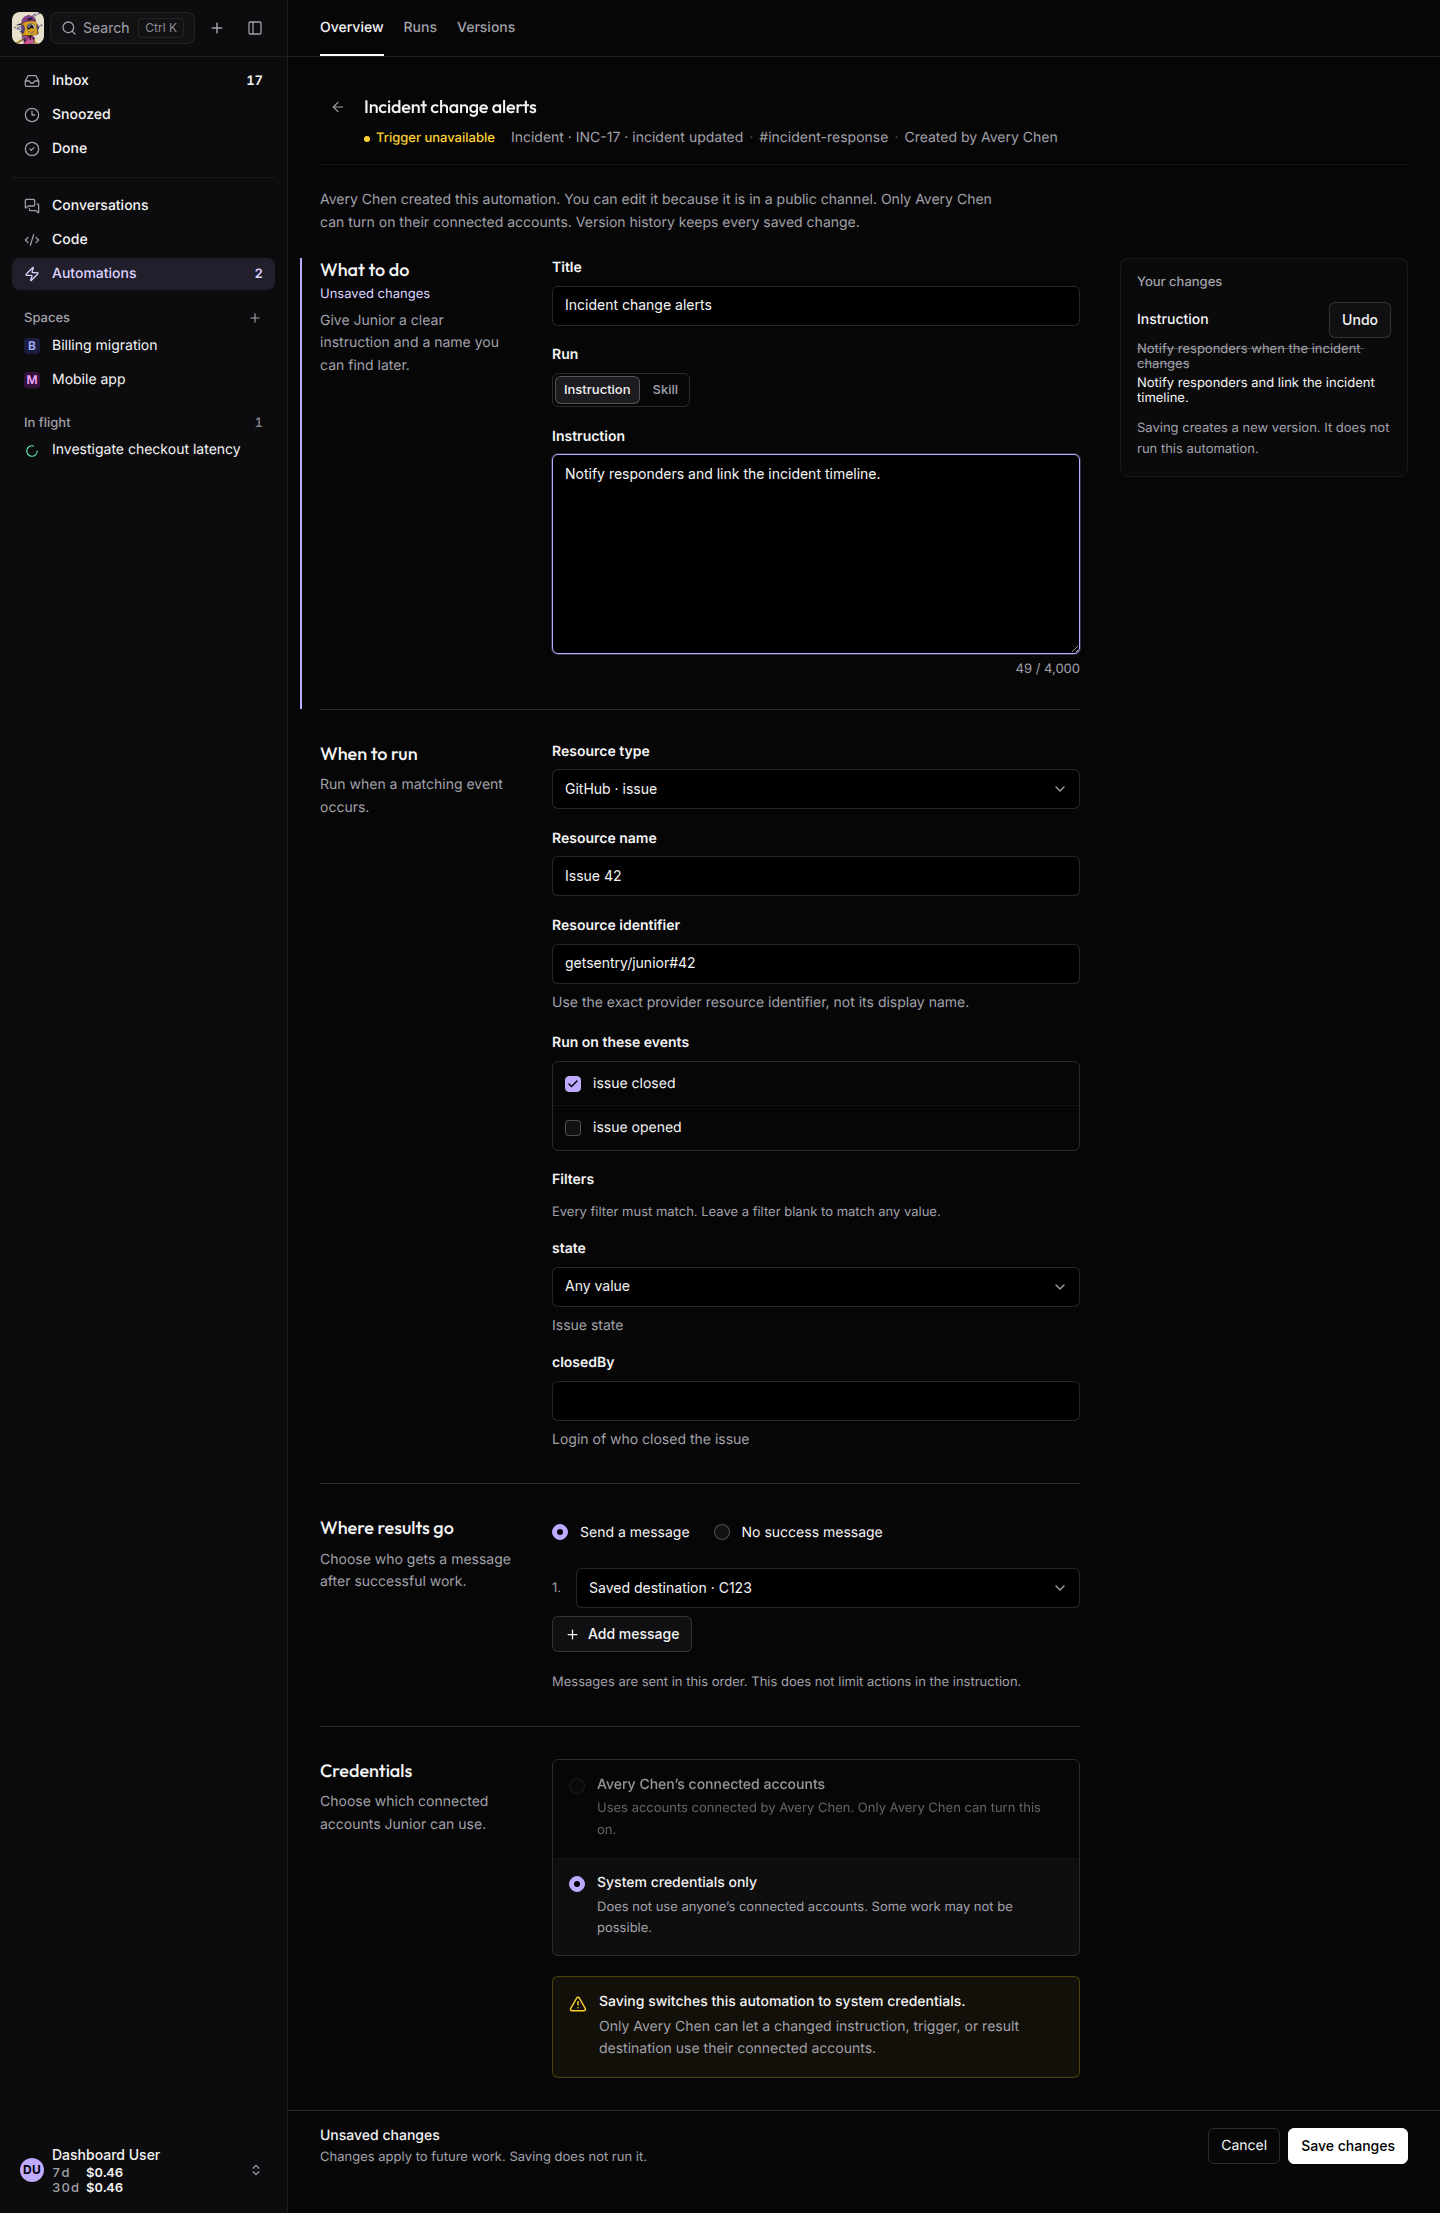 Search Ctrl K
Inbox 17
Snoozed
Done
Conversations
Code
Automations 2
Spaces
B Billing migration
M Mobile app
In flight 1
Investigate checkout latency
DU Dashboard User
7d $0.46
30d $0.46
Overview Runs Versions
Incident change alerts
Trigger unavailable Incident · INC-17 · incident updated · #incident-response · Created by Avery Chen
Avery Chen created this automation. You can edit it because it is in a public channel. Only Avery Chen
can turn on their connected accounts. Version history keeps every saved change.
What to do
Unsaved changes
Give Junior a clear
instruction and a name you
can find later.
Title
Incident change alerts
Run
Instruction Skill
Instruction
Notify responders and link the incident timeline.
49 / 4,000
Your changes
Instruction Undo
Notify responders when the incident
changes
Notify responders and link the incident
timeline.
Saving creates a new version. It does not
run this automation.
When to run
Run when a matching event
occurs.
Resource type
GitHub · issue
Resource name
Issue 42
Resource identifier
getsentry/junior#42
Use the exact provider resource identifier, not its display name.
Run on these events
issue closed
issue opened
Filters
Every filter must match. Leave a filter blank to match any value.
state
Any value
Issue state
closedBy
Login of who closed the issue
Where results go
Choose who gets a message
after successful work.
Send a message No success message
1. Saved destination · C123
Add message
Messages are sent in this order. This does not limit actions in the instruction.
Credentials
Choose which connected
accounts Junior can use.
Avery Chen’s connected accounts
Uses accounts connected by Avery Chen. Only Avery Chen can turn this
on.
System credentials only
Does not use anyone’s connected accounts. Some work may not be
possible.
Saving switches this automation to system credentials.
Only Avery Chen can let a changed instruction, trigger, or result
destination use their connected accounts.
Unsaved changes
Changes apply to future work. Saving does not run it.
Cancel Save changes